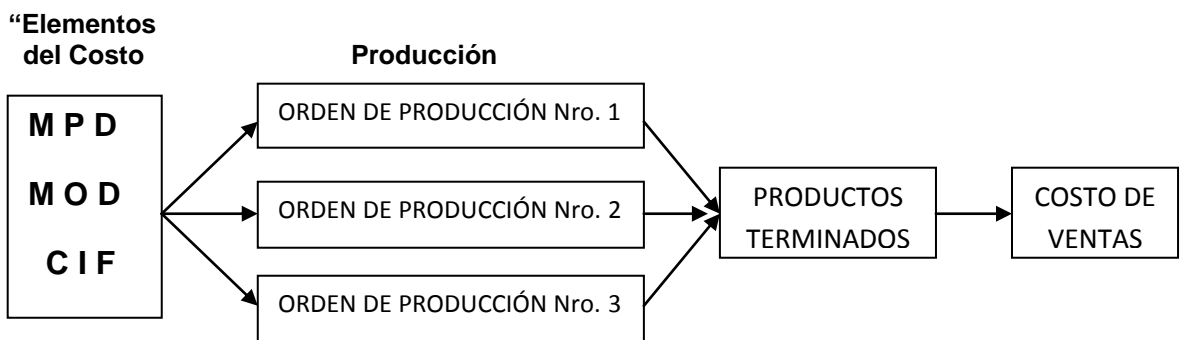 “Elementos
del Costo
Producción
M P D
M O D
C I F
ORDEN DE PRODUCCIÓN Nro. 1
ORDEN DE PRODUCCIÓN Nro. 2
ORDEN DE PRODUCCIÓN Nro. 3
PRODUCTOS
TERMINADOS
COSTO DE
VENTAS